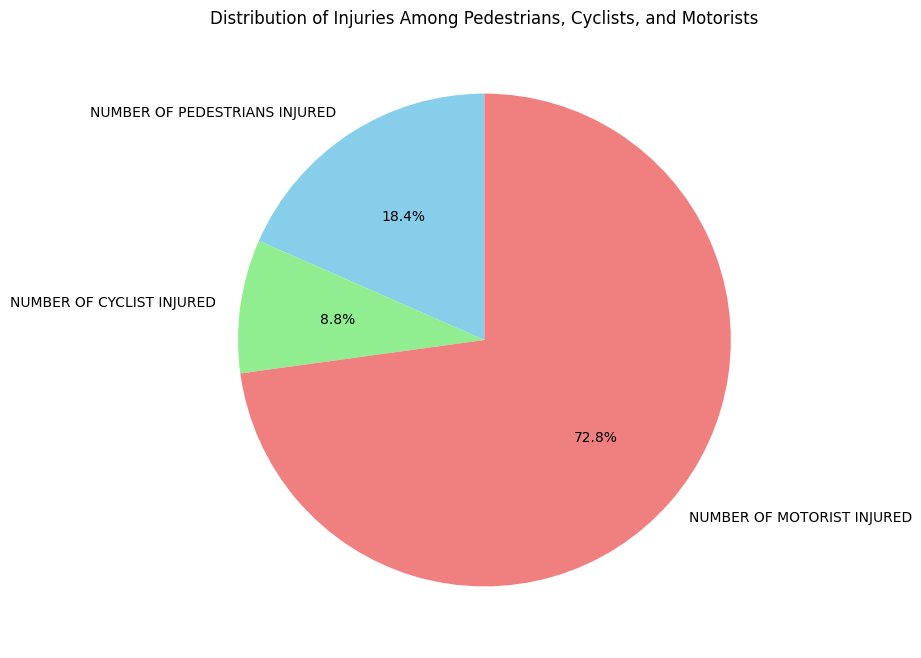 Distribution of Injuries Among Pedestrians, Cyclists, and Motorists
NUMBER OF PEDESTRIANS INJURED
18.4%
NUMBER OF CYCLIST INJURED
8.8%
72.8%
NUMBER OF MOTORIST INJURED